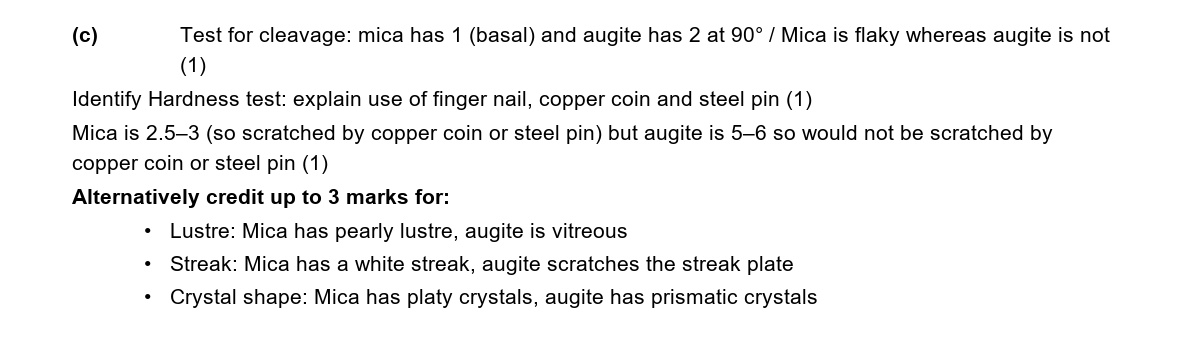 (c) Test for cleavage: mica has 1 (basal) and augite has 2 at 90° / Mica is flaky whereas augite is not
(1)
Identify Hardness test: explain use of finger nail, copper coin and steel pin (1)
Mica is 2.5–3 (so scratched by copper coin or steel pin) but augite is 5–6 so would not be scratched by
copper coin or steel pin (1)
Alternatively credit up to 3 marks for:
• Lustre: Mica has pearly lustre, augite is vitreous
• Streak: Mica has a white streak, augite scratches the streak plate
• Crystal shape: Mica has platy crystals, augite has prismatic crystals